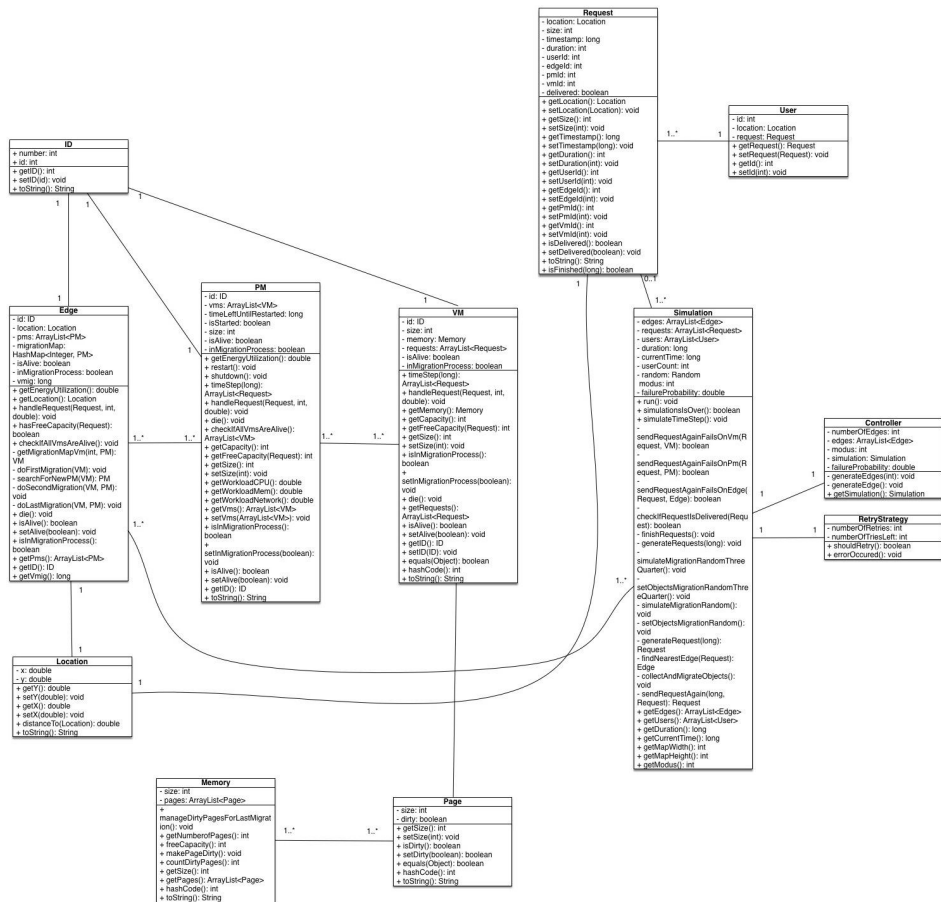 Request
- location: Location
- size: int
- timestamp: long
- duration: int
- userId: int
- edgeId: int
- pmId: int
- vmId: int
- delivered: boolean
+ getLocation(): Location
+ setLocation(Location): void
+ getSize(): int
+ setSize(int): void
+ getTimestamp(): long
+ setTimestamp(long): void
+ getDuration(): int
+ setDuration(int): void
+ getUserId(): int
+ setUserId(int): void
+ getEdgeId(): int
+ setEdgeId(int): void
+ getPmId(): int
+ setPmId(int): void
+ getVmId(): int
+ setVmId(int): void
+ isDelivered(): boolean
+ setDelivered(boolean): void
+ toString(): String
+ isFinished(long): boolean
1..*
1
User
- id: int
- location: Location
- request: Request
+ getRequest(): Request
+ setRequest(Request): void
+ getId(): int
+ setId(int): void
ID
+ number: int
+ id: int
+ getID(): int
+ setID(id): void
+ toString(): String
1
1
1
1
1
1
1
0..1
1..*
Edge
- id: ID
- location: Location
- pms: ArrayList<PM>
- migrationMap:
HashMap<Integer, PM>
- isAlive: boolean
- inMigrationProcess: boolean
- vmig: long
+ getEnergyUtilization(): double
+ getLocation(): Location
+ handleRequest(Request, int,
double): void
+ hasFreeCapacity(Request):
boolean
+ checkIfAllVmsAreAlive(): void
- getMigrationMapVm(int, PM):
VM
- doFirstMigration(VM): void
- searchForNewPM(VM): PM
- doSecondMigration(VM, PM):
void
- doLastMigration(VM, PM): void
+ die(): void
+ isAlive(): boolean
+ setAlive(boolean): void
+ isInMigrationProcess():
boolean
+ getPms(): ArrayList<PM>
+ getID(): ID
+ getVmig(): long
1..*
1..*
PM
- id: ID
- vms: ArrayList<VM>
- timeLeftUntilRestarted: long
- isStarted: boolean
- size: int
- isAlive: boolean
- inMigrationProcess: boolean
+ getEnergyUtilization(): double
+ restart(): void
+ shutdown(): void
+ timeStep(long):
ArrayList<Request>
+ handleRequest(Request, int,
double): void
+ die(): void
+ checkIfAllVmsAreAlive():
ArrayList<VM>
+ getCapacity(): int
+ getFreeCapacity(Request): int
+ getSize(): int
+ setSize(int): void
+ getWorkloadCPU(): double
+ getWorkloadMem(): double
+ getWorkloadNetwork(): double
+ getVms(): ArrayList<VM>
+ setVms(ArrayList<VM>): void
+ isInMigrationProcess():
boolean
+
setInMigrationProcess(boolean):
void
+ isAlive(): boolean
+ setAlive(boolean): void
+ getID(): ID
+ toString(): String
1..*
1..*
VM
- id: ID
- size: int
- memory: Memory
- requests: ArrayList<Request>
- isAlive: boolean
- inMigrationProcess: boolean
+ timeStep(long):
ArrayList<Request>
+ handleRequest(Request, int,
double): void
+ getMemory(): Memory
+ getCapacity(): int
+ getFreeCapacity(Request): int
+ getSize(): int
+ setSize(int): void
+ isInMigrationProcess():
boolean
+
setInMigrationProcess(boolean):
void
+ die(): void
+ getRequests():
ArrayList<Request>
+ isAlive(): boolean
+ setAlive(boolean): void
+ getID(): ID
+ setID(ID): void
+ equals(Object): boolean
+ hashCode(): int
+ toString(): String
Simulation
- edges: ArrayList<Edge>
- requests: ArrayList<Request>
- users: ArrayList<User>
- duration: long
- currentTime: long
- userCount: int
- random: Random
modus: int
- failureProbability: double
+ run(): void
+ simulationsIsOver(): boolean
+ simulateTimeStep(): void
-
sendRequestAgainFailsOnVm(R
equest, VM): boolean
-
sendRequestAgainFailsOnPm(R
equest, PM): boolean
-
sendRequestAgainFailsOnEdge(
Request, Edge): boolean
-
checkIfRequestIsDelivered(Req
uest): boolean
- finishRequests(): void
- generateRequests(long): void
-
simulateMigrationRandomThree
Quarter(): void
-
setObjectsMigrationRandomThre
eQuarter(): void
- simulateMigrationRandom():
void
- setObjectsMigrationRandom():
void
- generateRequest(long):
Request
- findNearestEdge(Request):
Edge
- collectAndMigrateObjects():
void
- sendRequestAgain(long,
Request): Request
+ getEdges(): ArrayList<Edge>
+ getUsers(): ArrayList<User>
+ getDuration(): long
+ getCurrentTime(): long
+ getMapWidth(): int
+ getMapHeight(): int
+ getModus(): int
1
1
1
1
Controller
- numberOfEdges: int
- edges: ArrayList<Edge>
- modus: int
- simulation: Simulation
- failureProbability: double
- generateEdges(int): void
- generateEdge(): void
+ getSimulation(): Simulation
RetryStrategy
- numberOfRetries: int
- numberOfTriesLeft: int
+ shouldRetry(): boolean
+ errorOccured(): void
1..*
1..*
1
1
1
Location
- x: double
- y: double
+ getY(): double
+ setY(double): void
+ getX(): double
+ setX(double): void
+ distanceTo(Location): double
+ toString(): String
Memory
- size: int
- pages: ArrayList<Page>
+
manageDirtyPagesForLastMigrat
ion(): void
+ getNumberofPages(): int
+ freeCapacity(): int
+ makePageDirty(): void
+ countDirtyPages(): int
+ getSize(): int
+ getPages(): ArrayList<Page>
+ hashCode(): int
+ toString(): String
1..*
1..*
Page
- size: int
- dirty: boolean
+ getSize(): int
+ setSize(int): void
+ isDirty(): boolean
+ setDirty(boolean): boolean
+ equals(Object): boolean
+ hashCode(): int
+ toString(): String